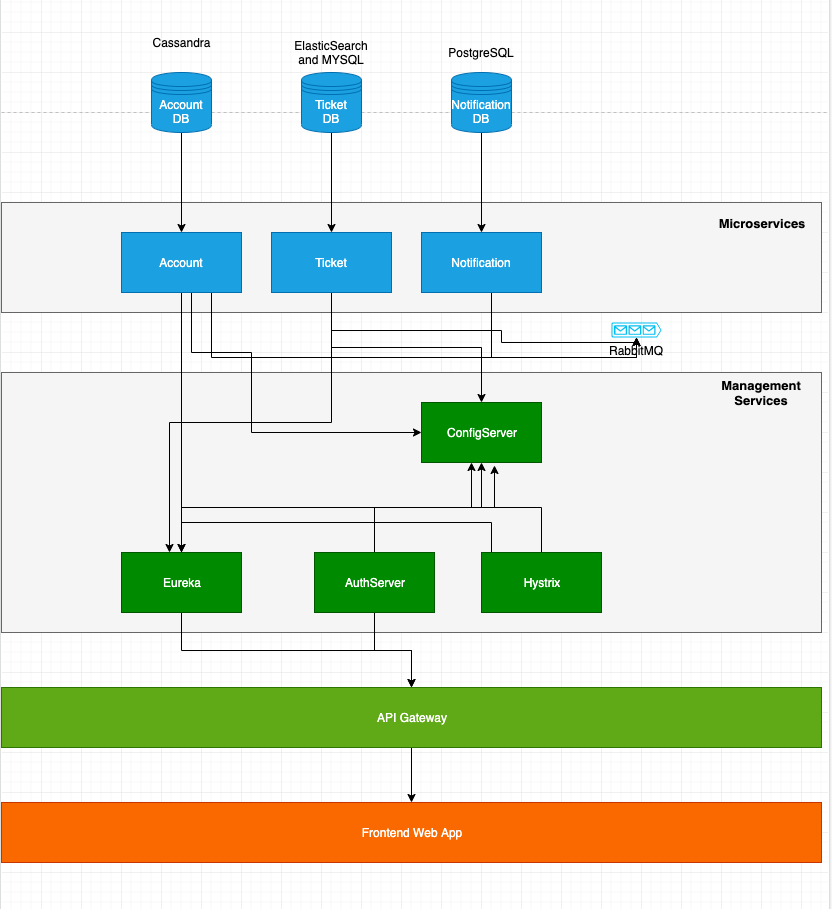 Cassandra
ElasticSearch
and MYSQL
PostgreSQL
Account
DB
Ticket
DB
Notification
DB
Microservices
Account
Ticket
Notification
RabbitMQ
Management
Services
ConfigServer
Eureka
AuthServer
Hystrix
API Gateway
Frontend Web App